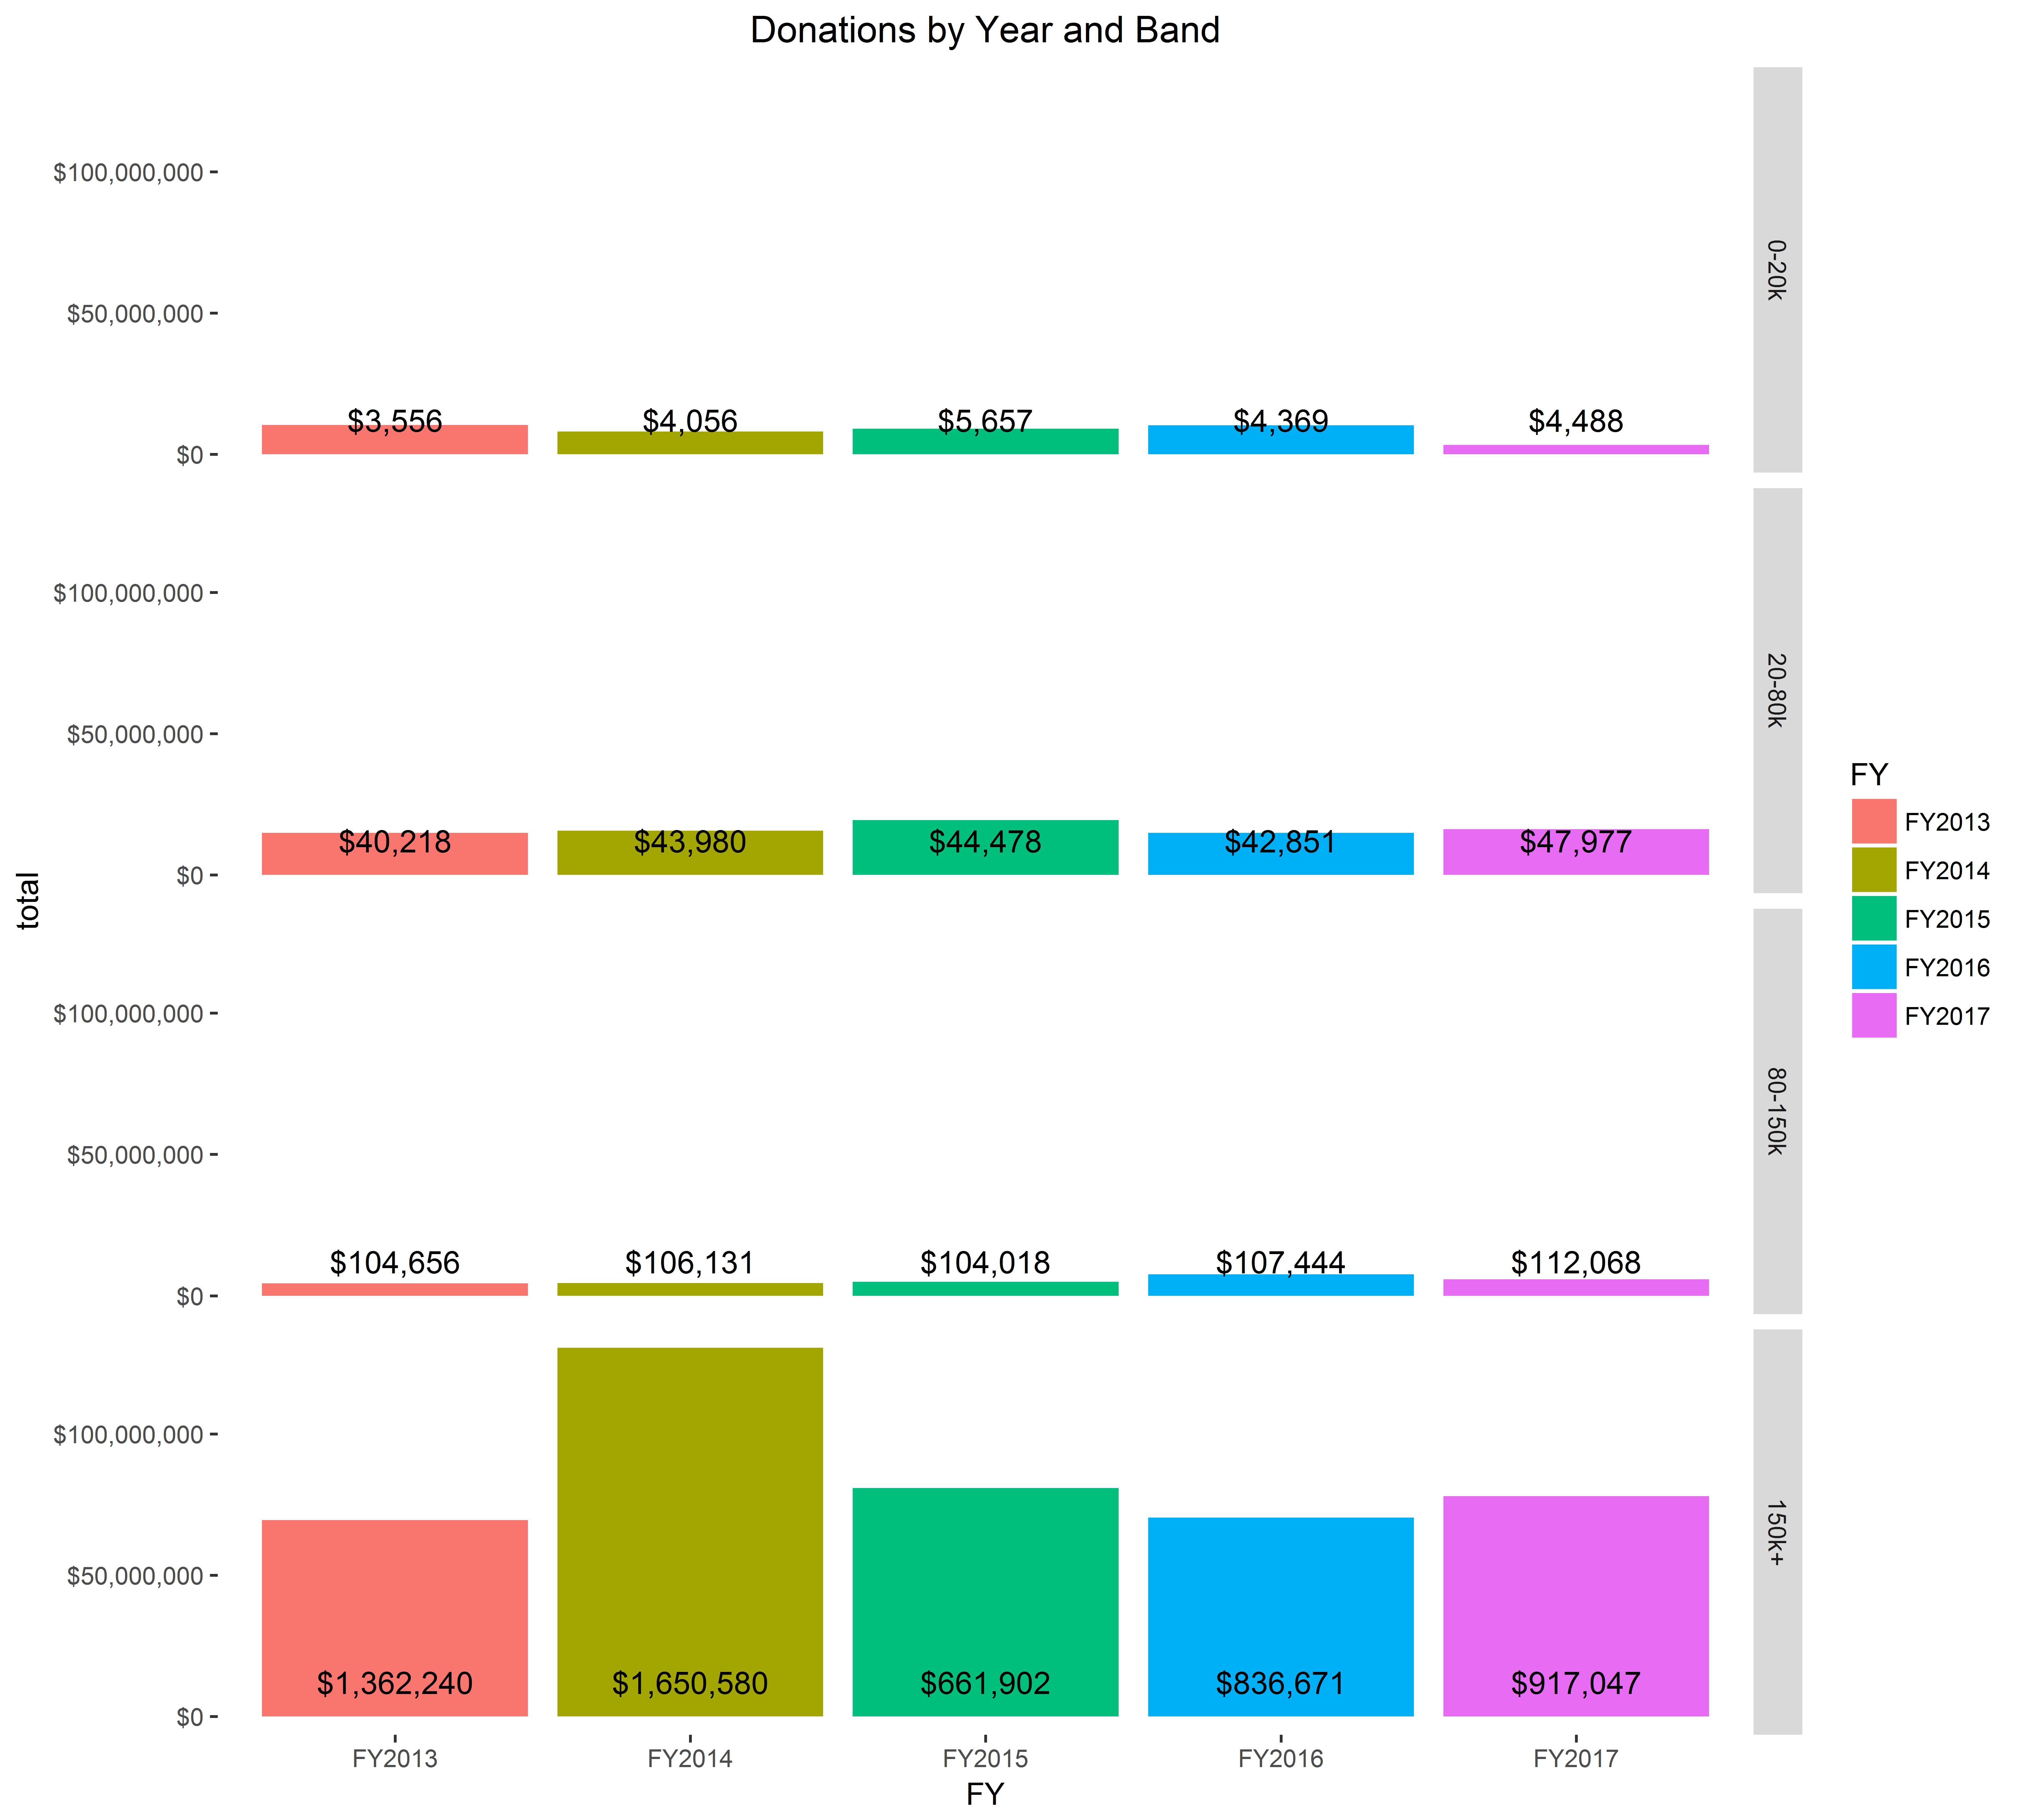 Donations by Year and Band
total
$100,000,000
$50,000,000
$0
$3,556 $4,056 $5,657 $4,369 $4,488
0-20k
$100,000,000
$50,000,000
$0
$40,218 $43,980 $44,478 $42,851 $47,977
20-80k
$100,000,000
$50,000,000
$0
$104,656 $106,131 $104,018 $107,444 $112,068
80-150k
$100,000,000
$50,000,000
$0
$1,362,240 $1,650,580 $661,902 $836,671 $917,047
150k+
FY2013 FY2014 FY2015 FY2016 FY2017
FY
FY
FY2013
FY2014
FY2015
FY2016
FY2017